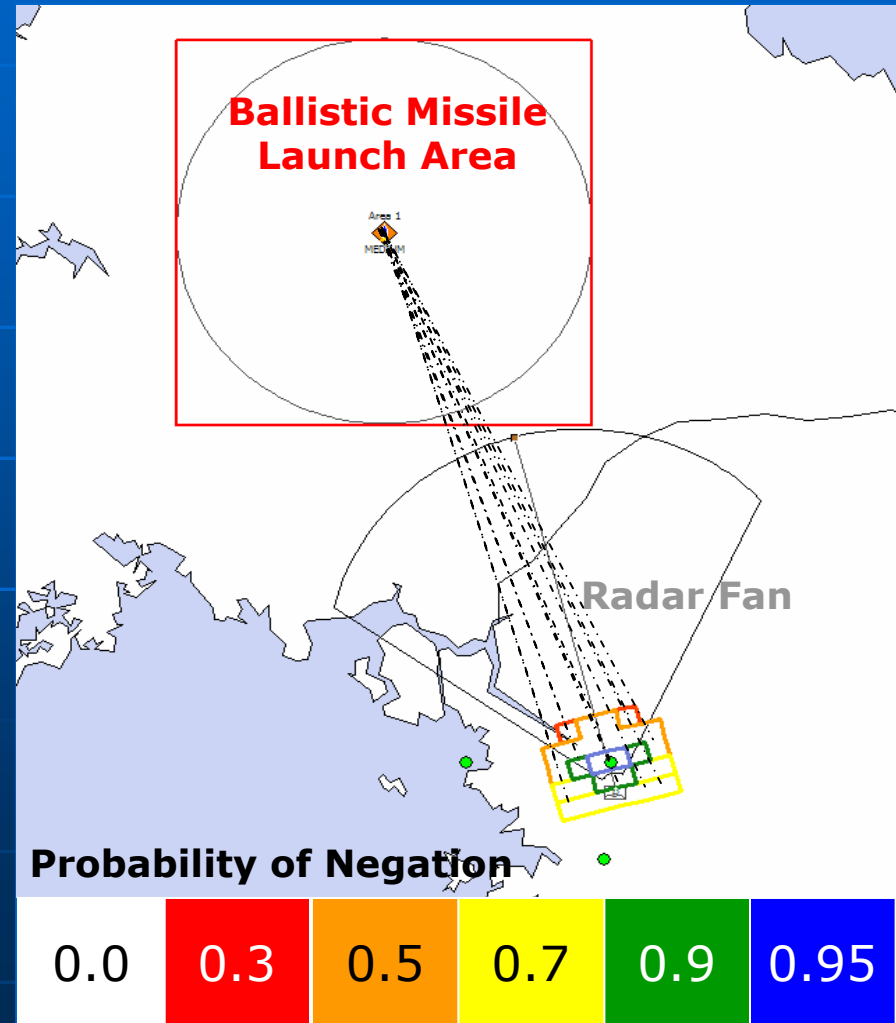 Ballistic Missile
Launch Area
Area 1
MEDIUM
Radar Fan
Probability of Negation
0.0 0.3 0.5 0.7 0.9 0.95